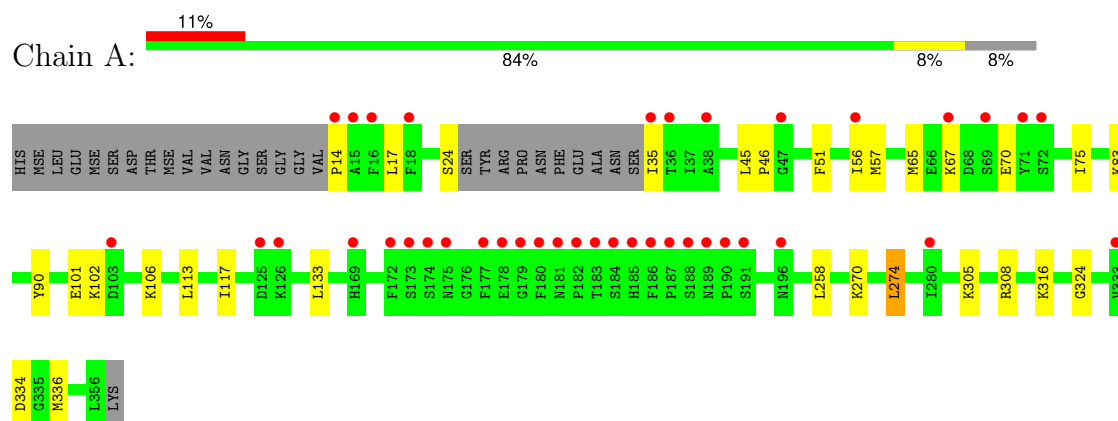 11%
Chain A:
84% 8% 8%
HIS MSE LEU GLU MSE SER ASP THR MSE VAL VAL ASN GLY SER GLY GLY VAL P14 A15 F16 L17 F18 S24 SER TYR ARG PRO ASN PHE GLU ALA ASN SER I35 T36 I37 A38 L45 P46 G47 F51 I56 M57 M65 E66 K67 D68 S69 E70 Y71 S72 I75 K83
Y90 E101 K102 D103 K106 L113 I117 D125 K126 L133 H169 F172 S173 S174 N175 G176 F177 E178 G179 F180 N181 P182 T183 S184 H185 F186 P187 S188 N189 P190 S191 N196 L258 K270 L274 I280 K305 R308 K316 G324 V333
D334 G335 M336 L356 LYS